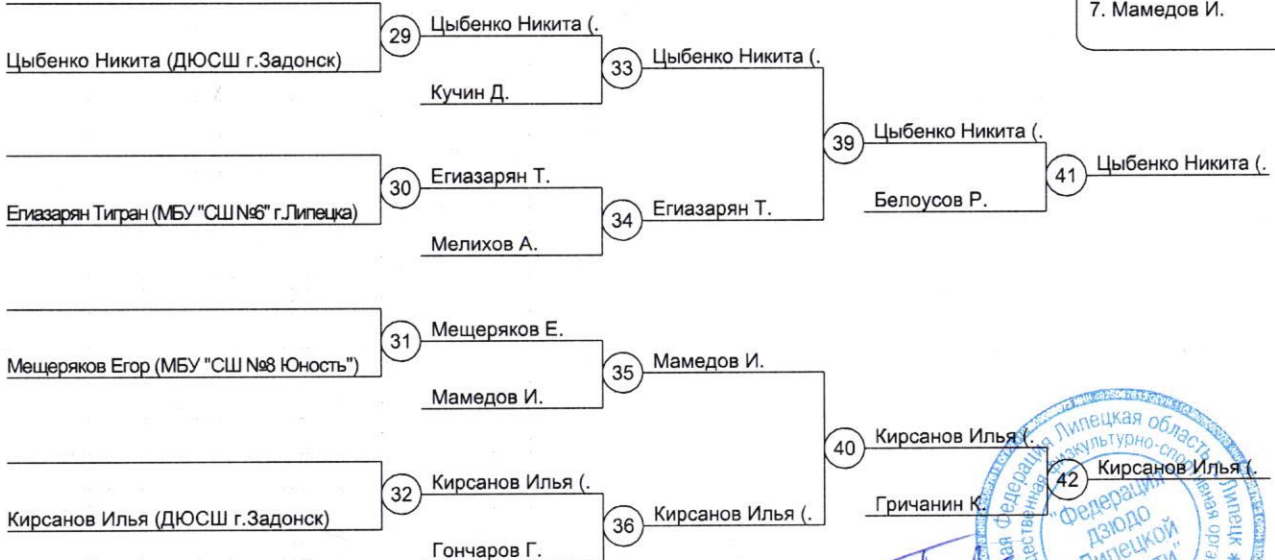 7. Мамедов И.
29 Цыбенко Никита (.
Цыбенко Никита (ДЮСШ г.Задонск)
33 Цыбенко Никита (.
Кучин Д.
39 Цыбенко Никита (.
30 Егиазарян Т.
41 Цыбенко Никита (.
Белоусов Р.
Егиазарян Тигран (МБУ "СШ №6" г.Липецка)
34 Егиазарян Т.
Мелихов А.
31 Мещеряков Е.
Мещеряков Егор (МБУ "СШ №8 Юность")
35 Мамедов И.
Мамедов И.
40 Кирсанов Илья (.
32 Кирсанов Илья (.
42 Кирсанов Илья (.
Гричанин К.
Кирсанов Илья (ДЮСШ г.Задонск)
36 Кирсанов Илья (.
Гончаров Г.
Липецкая область
Липецк
"Федерация
дзюдо
Липецкой